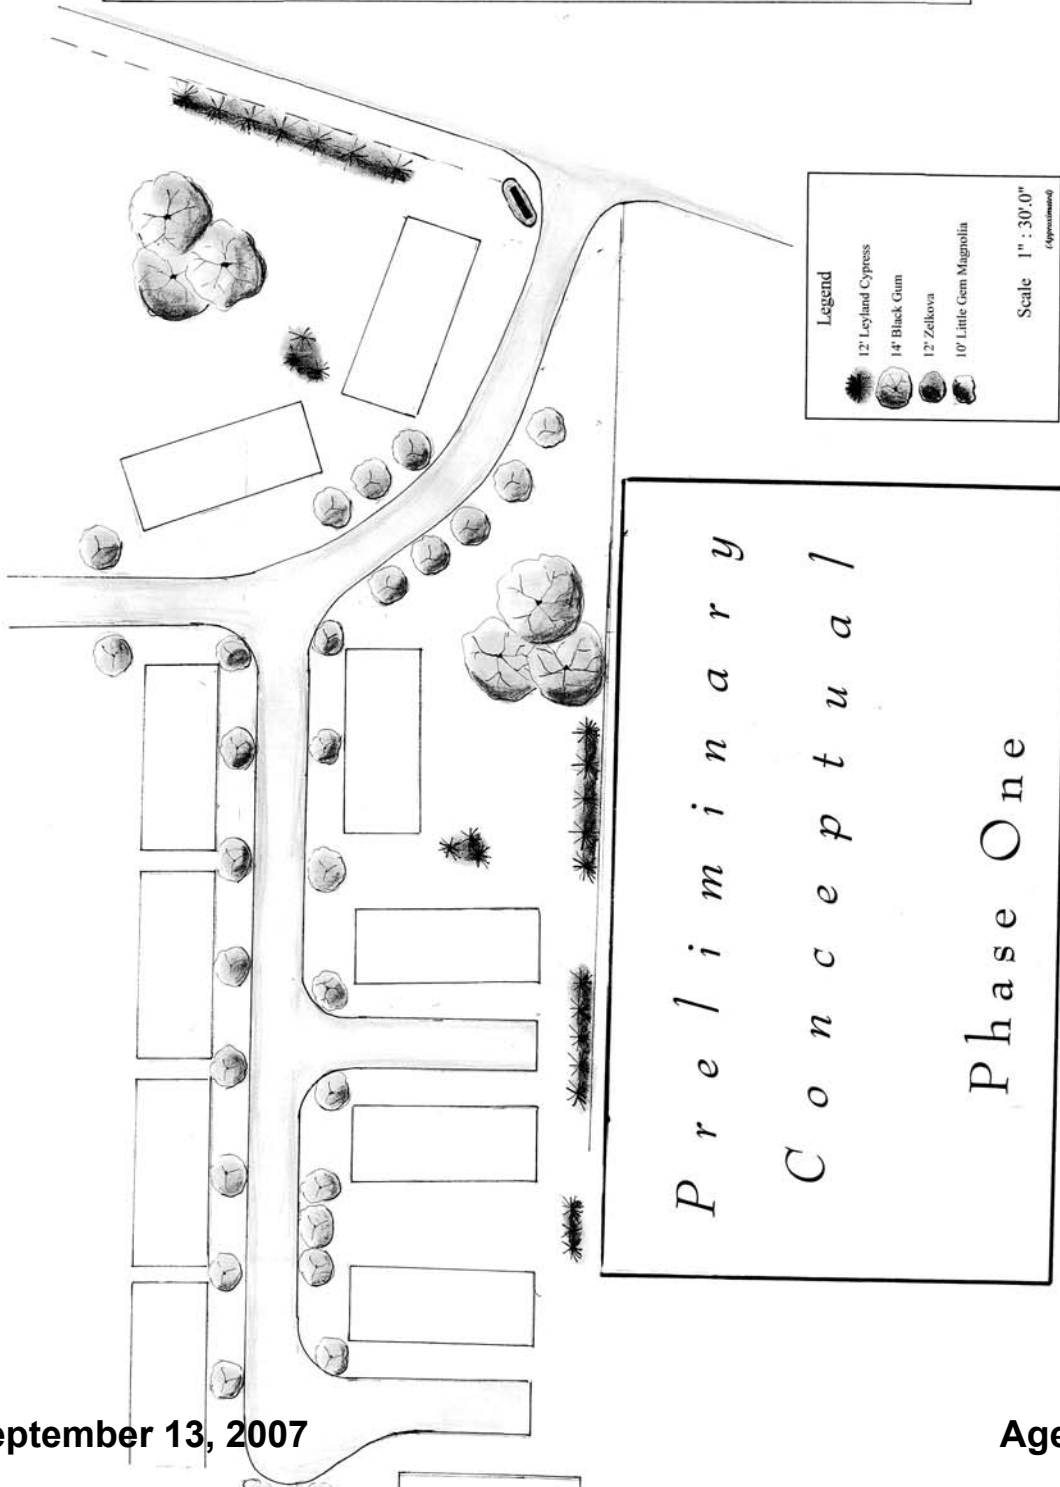 Legend
12' Leyland Cypress
14' Black Gum
12' Zelkova
10' Little Gem Magnolia
Scale 1" : 30'.0"
(Approximated)
Preliminary
Conceptual
Phase One
eptember 13, 2007
Age